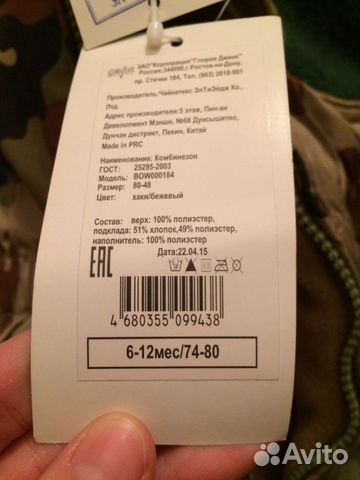 ЗАО"Корпорация"Глория Джинс"
Россия,344090,г.Ростов-на-Дону,
пр. Стачки 184, Тел. (863) 2618-901
Производитель:Чайнатекс ЭлТиЭйдж Ко.,
Лтд.
Адрес производителя:5 этаж, Пин-ан
Девелопмент Мэншн, №68 Дунсышитяо,
Дунчэн дистрикт, Пекин, Китай
Made in PRC
Наименование: Комбинезон
ГОСТ: 25295-2003
Модель: BOW000184
Размер: 80-48
Цвет: хаки/бежевый
Состав: верх: 100% полиэстер,
подклада: 51% хлопок,49% полиэстер,
наполнитель: 100% полиэстер
Дата:22.04.15
EAC
4 680355 099438
6-12мес/74-80
Avito